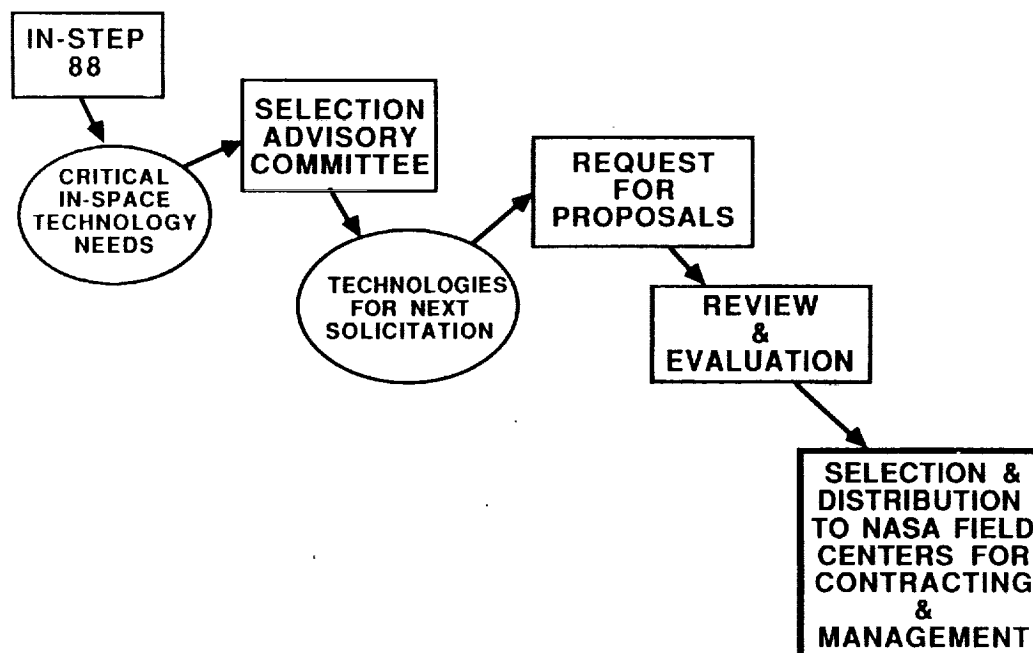 IN-STEP
88
CRITICAL
IN-SPACE
TECHNOLOGY
NEEDS
SELECTION
ADVISORY
COMMITTEE
TECHNOLOGIES
FOR NEXT
SOLICITATION
REQUEST
FOR
PROPOSALS
REVIEW
&
EVALUATION
SELECTION &
DISTRIBUTION
TO NASA FIELD
CENTERS FOR
CONTRACTING
&
MANAGEMENT